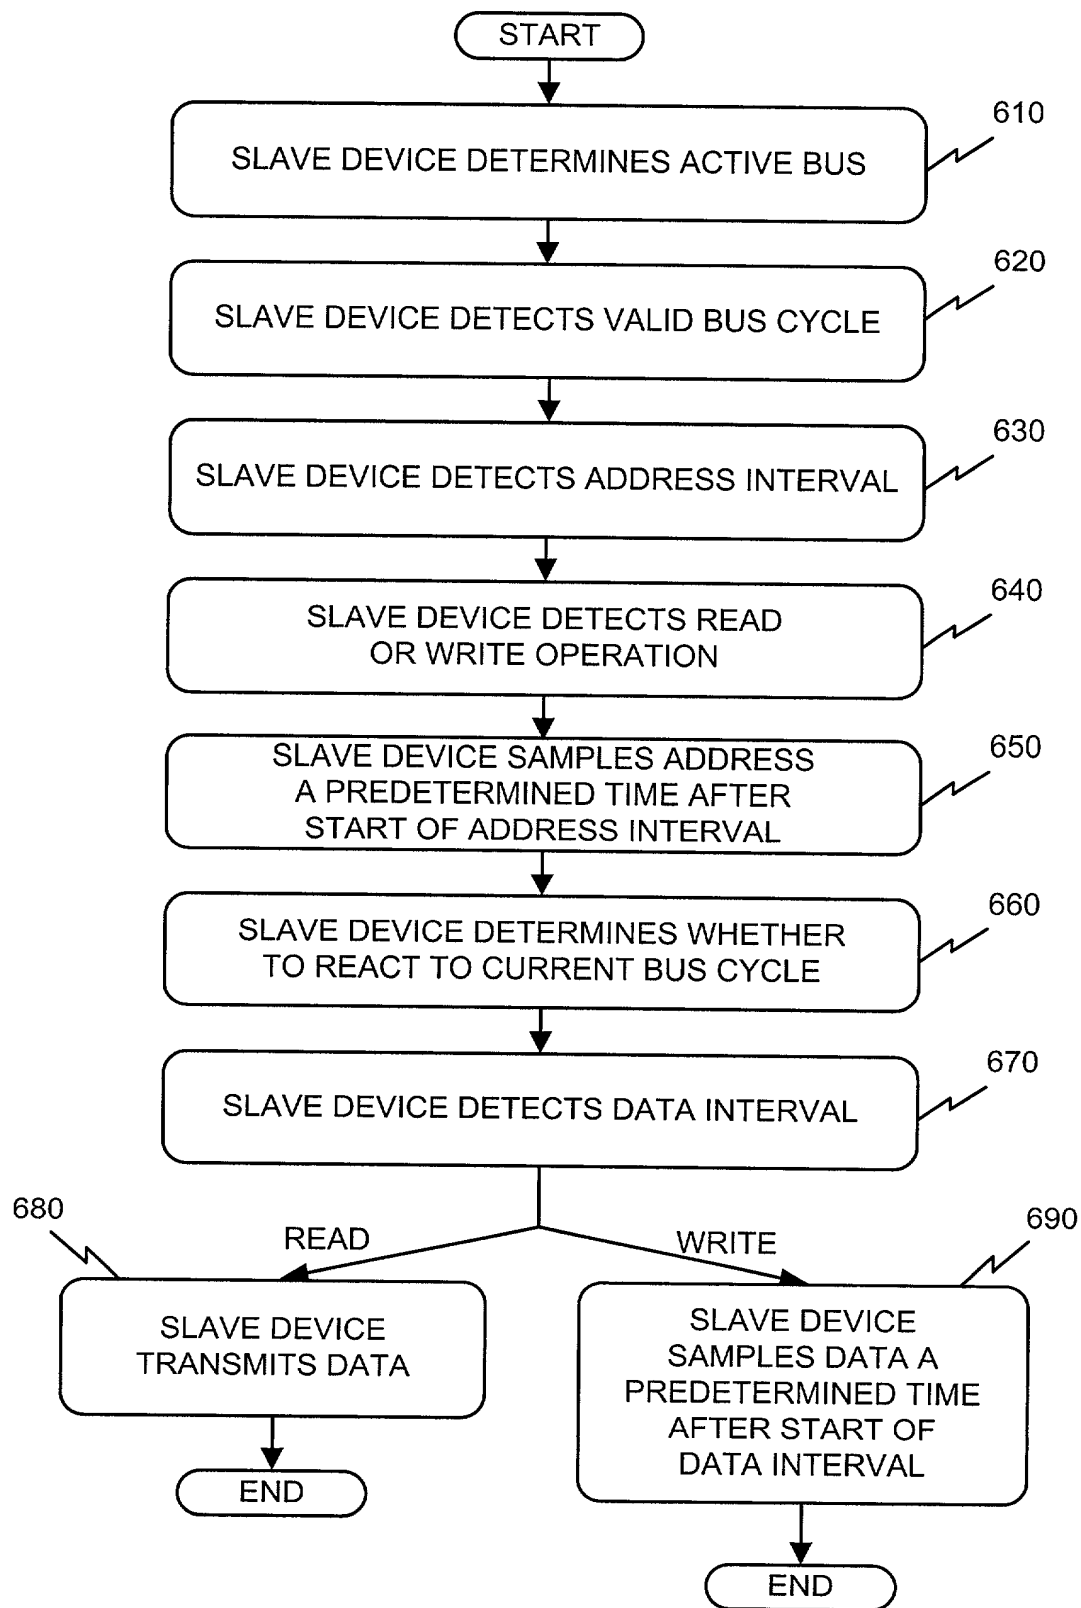 START
610
SLAVE DEVICE DETERMINES ACTIVE BUS
620
SLAVE DEVICE DETECTS VALID BUS CYCLE
630
SLAVE DEVICE DETECTS ADDRESS INTERVAL
640
SLAVE DEVICE DETECTS READ
OR WRITE OPERATION
650
SLAVE DEVICE SAMPLES ADDRESS
A PREDETERMINED TIME AFTER
START OF ADDRESS INTERVAL
660
SLAVE DEVICE DETERMINES WHETHER
TO REACT TO CURRENT BUS CYCLE
670
SLAVE DEVICE DETECTS DATA INTERVAL
680
READ
WRITE
690
SLAVE DEVICE
TRANSMITS DATA
END
SLAVE DEVICE
SAMPLES DATA A
PREDETERMINED TIME
AFTER START OF
DATA INTERVAL
END